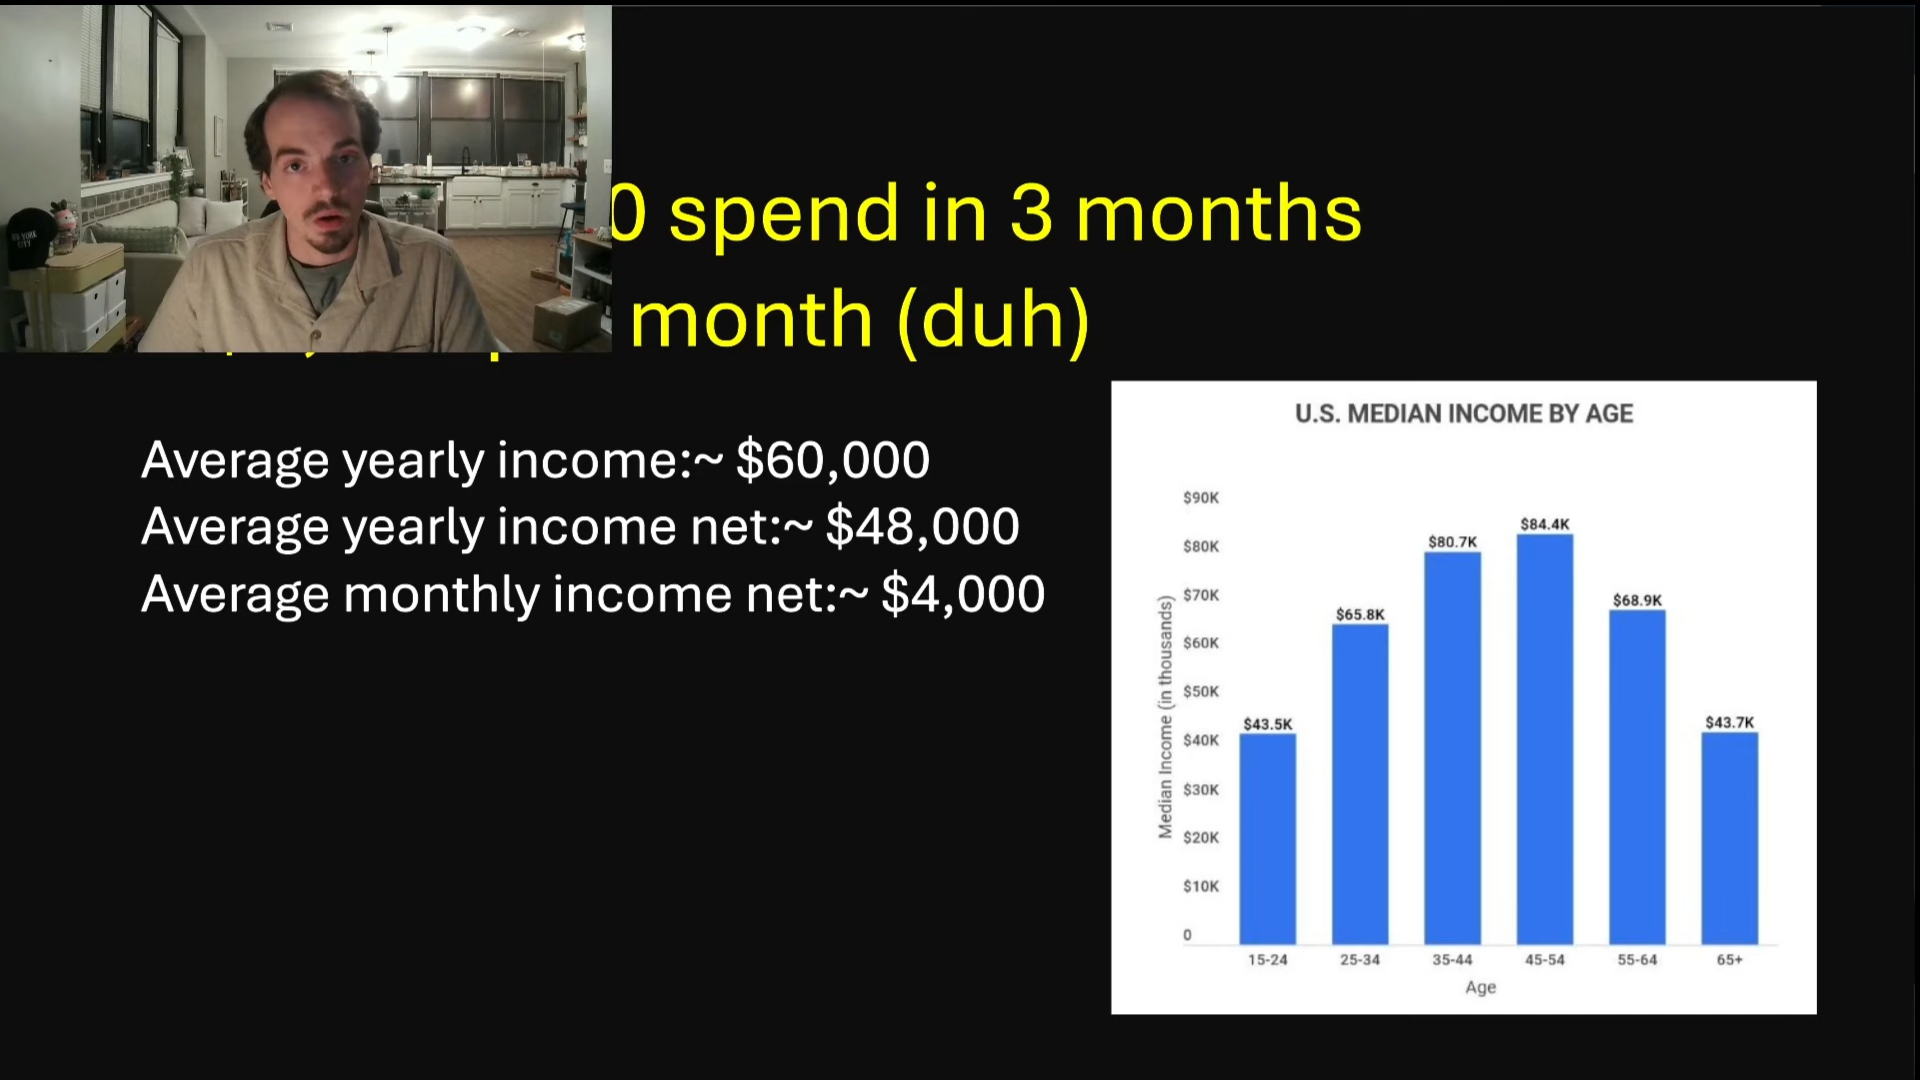 NEW YORK
CITY
0 spend in 3 months
month (duh)
Average yearly income:~ $60,000
Average yearly income net:~ $48,000
Average monthly income net:~ $4,000
U.S. MEDIAN INCOME BY AGE
Median Income (in thousands)
$90K
$80K
$70K
$60K
$50K
$40K
$30K
$20K
$10K
0
$43.5K
$65.8K
$80.7K
$84.4K
$68.9K
$43.7K
15-24 25-34 35-44 45-54 55-64 65+
Age